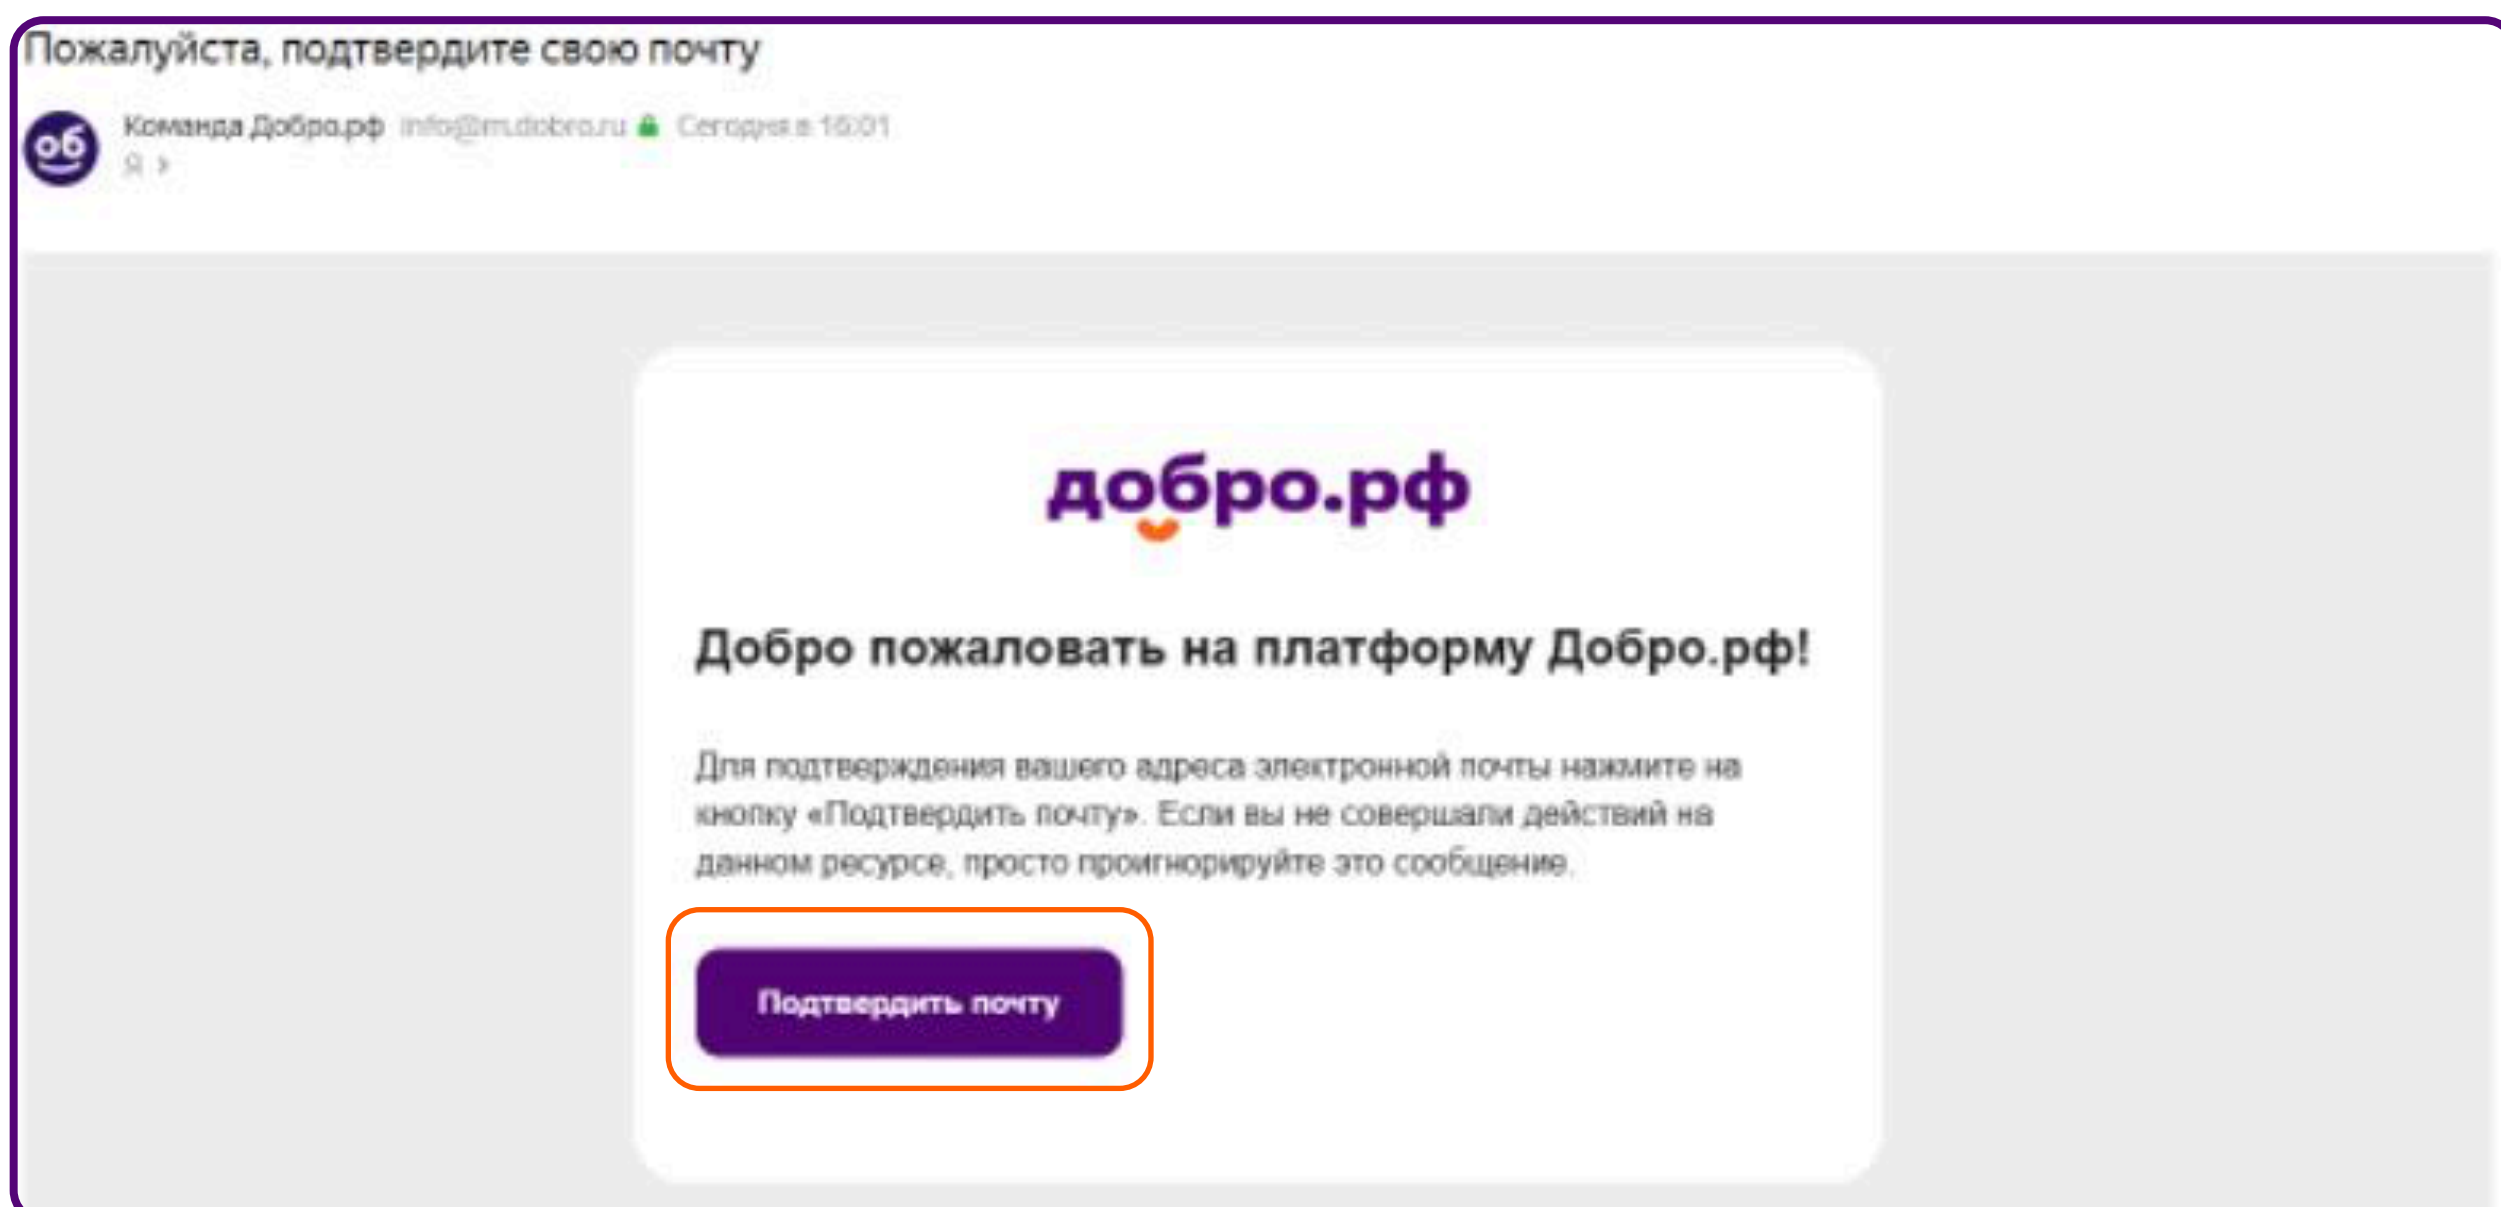 Пожалуйста, подтвердите свою почту
об
Команда Добро.рф info@m.dobro.ru Сегодня в 16:01
Я >
добро.рф
Добро пожаловать на платформу Добро.рф!
Для подтверждения вашего адреса электронной почты нажмите на
кнопку «Подтвердить почту». Если вы не совершали действий на
данном ресурсе, просто проигнорируйте это сообщение.
Подтвердить почту